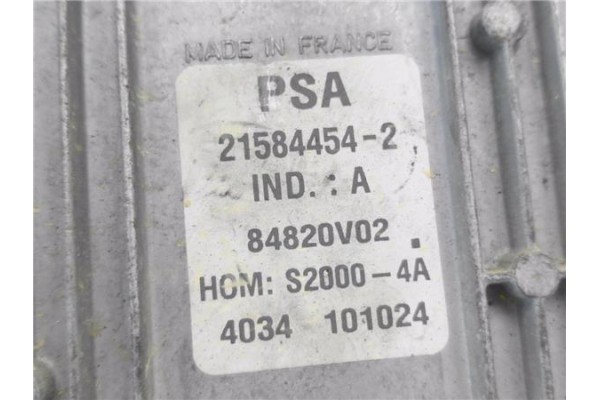 MADE IN FRANCE
PSA
21584454-2
IND. : A
84820V02
HOM: S2000-4A
4034 101024